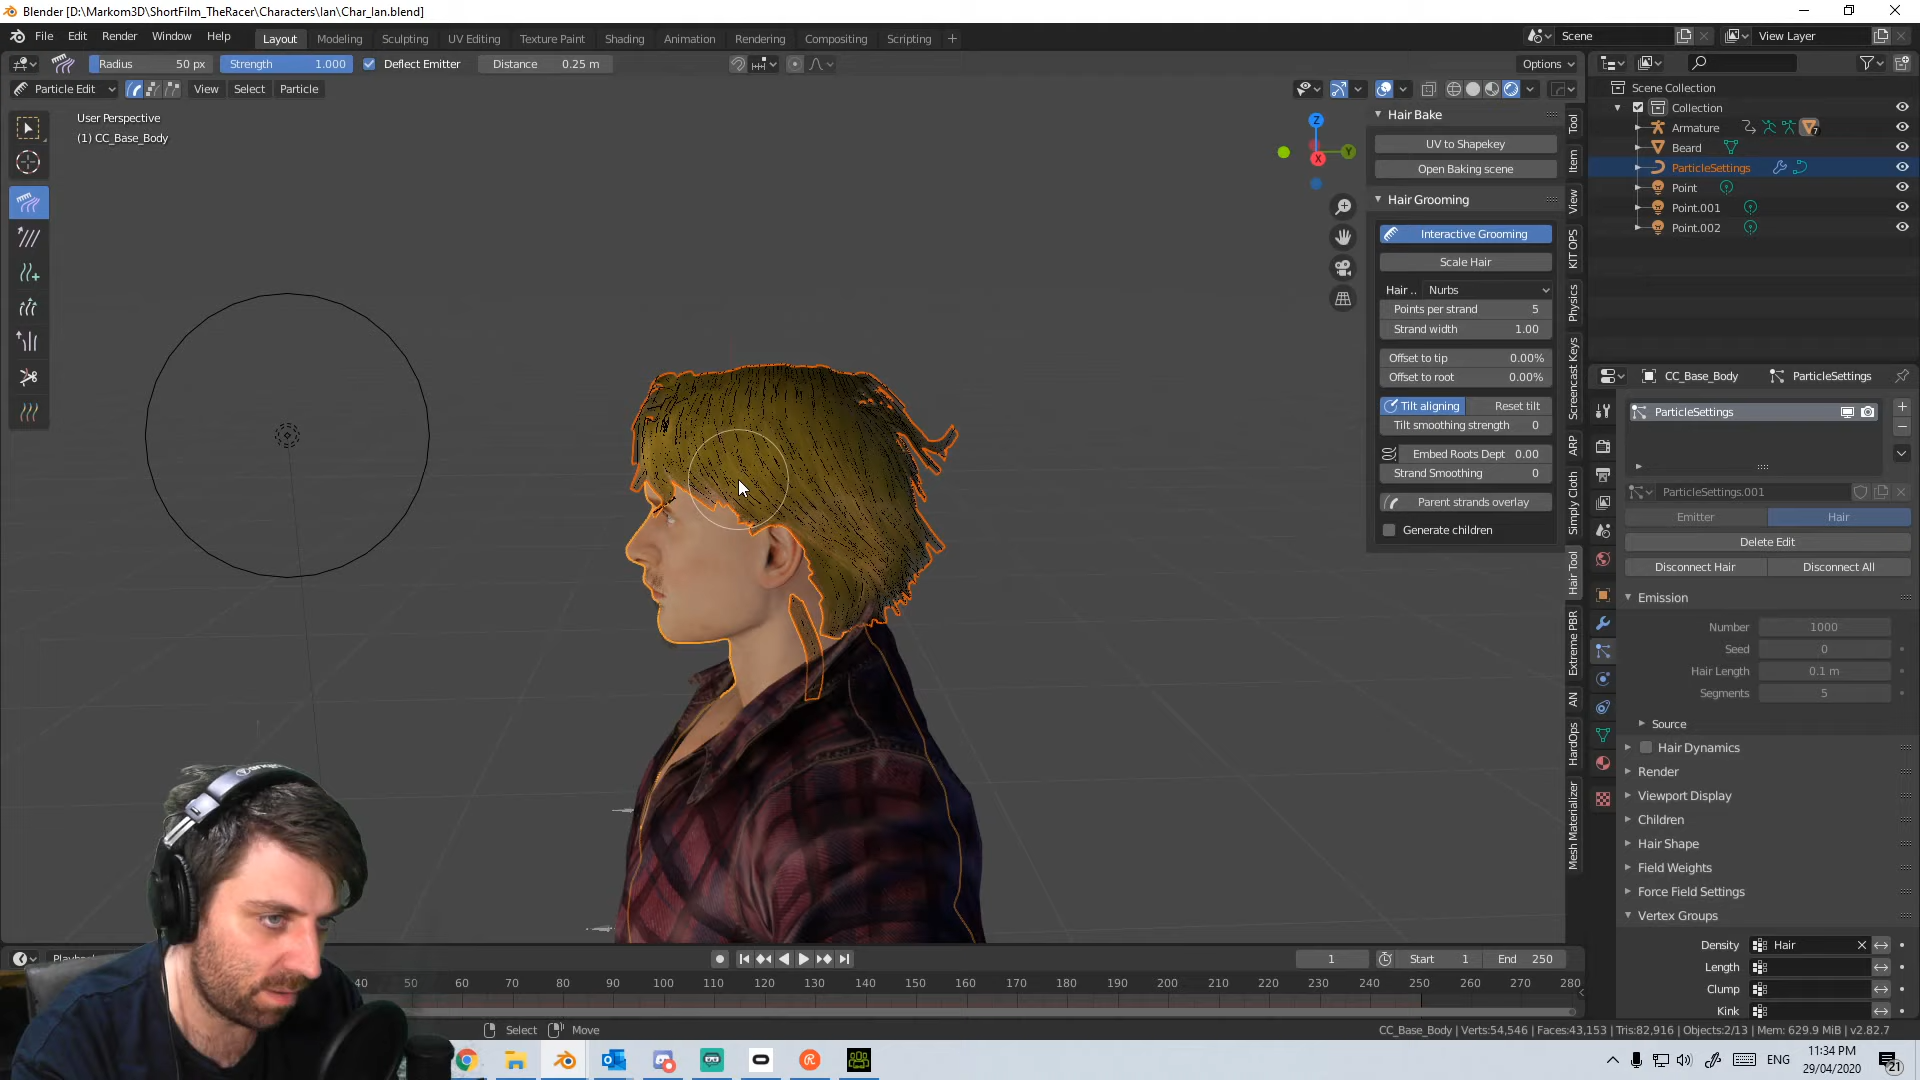 Blender [D:\Markom3D\ShortFilm_TheRacer\Characters\Ian\Char_Ian.blend]
File Edit Render Window Help
Layout Modeling Sculpting UV Editing Texture Paint Shading Animation Rendering Compositing Scripting
Scene
View Layer
Radius 50 px
Strength 1.000
Deflect Emitter
Distance 0.25 m
Options
Particle Edit
View Select Particle
User Perspective
(1) CC_Base_Body
Z
Y
X
Hair Bake
UV to Shapekey
Open Baking scene
Hair Grooming
Interactive Grooming
Scale Hair
Hair .. Nurbs
Points per strand 5
Strand width 1.00
Offset to tip 0.00%
Offset to root 0.00%
Tilt aligning Reset tilt
Tilt smoothing strength 0
Embed Roots Dept 0.00
Strand Smoothing 0
Parent strands overlay
Generate children
Tool
Item
View
KIT OPS
Physics
Screencast Keys
ARP
Simply Cloth
Hair Tool
Extreme PBR
AN
HardOps
Mesh Materializer
Scene Collection
Collection
Armature
7
Beard
ParticleSettings
Point
Point.001
Point.002
CC_Base_Body
ParticleSettings
ParticleSettings
ParticleSettings.001
Emitter Hair
Delete Edit
Disconnect Hair Disconnect All
Emission
Number 1000
Seed 0
Hair Length 0.1 m
Segments 5
Source
Hair Dynamics
Render
Viewport Display
Children
Hair Shape
Field Weights
Force Field Settings
Vertex Groups
Density Hair
Length
Clump
Kink
1
Start 1
End 250
40 50 60 70 80 90 100 110 120 130 140 150 160 170 180 190 200 210 220 230 240 250 260 270 280
Select
Move
CC_Base_Body | Verts:54,546 | Faces:43,153 | Tris:82,916 | Objects:2/13 | Mem: 629.9 MiB | v2.82.7
ENG
11:34 PM
29/04/2020
21